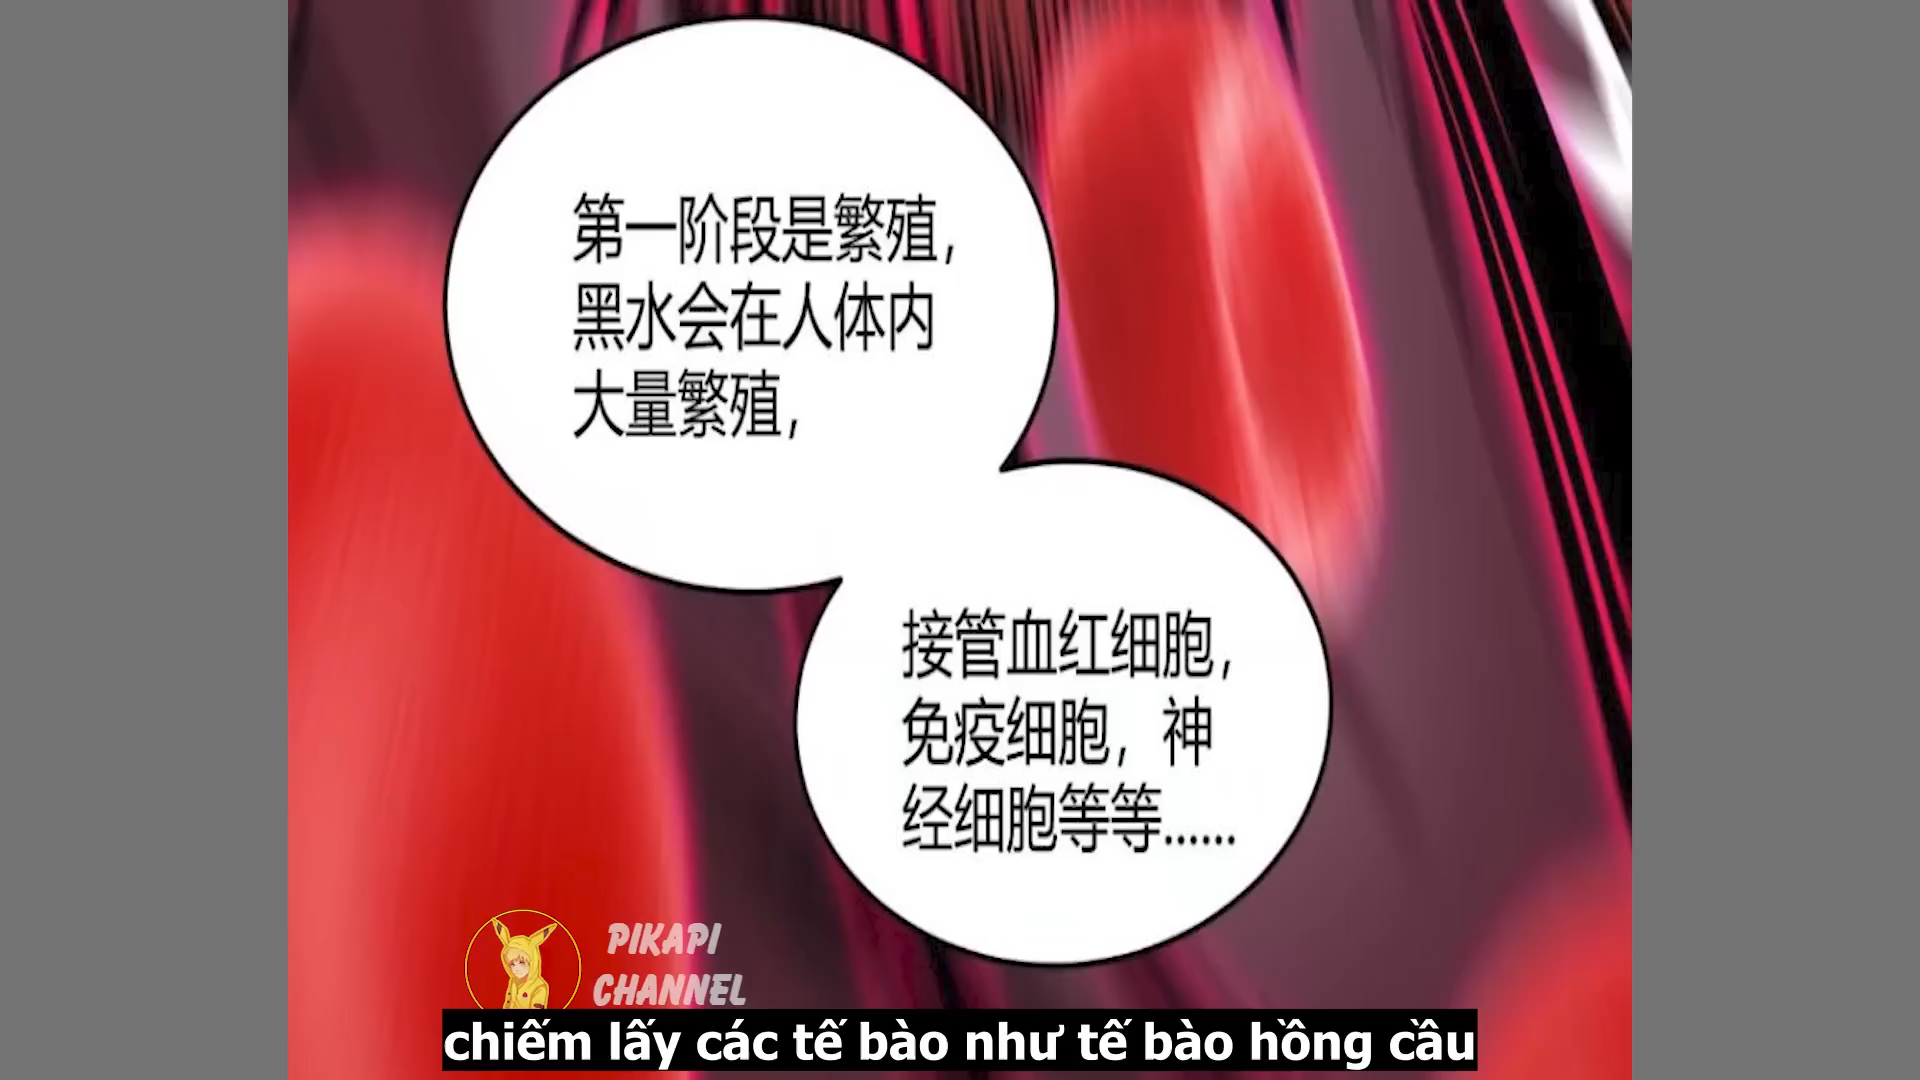 第一阶段是繁殖，
黑水会在人体内
大量繁殖，
接管血红细胞，
免疫细胞，神
经细胞等等……
PIKAPI
CHANNEL
chiếm lấy các tế bào như tế bào hồng cầu